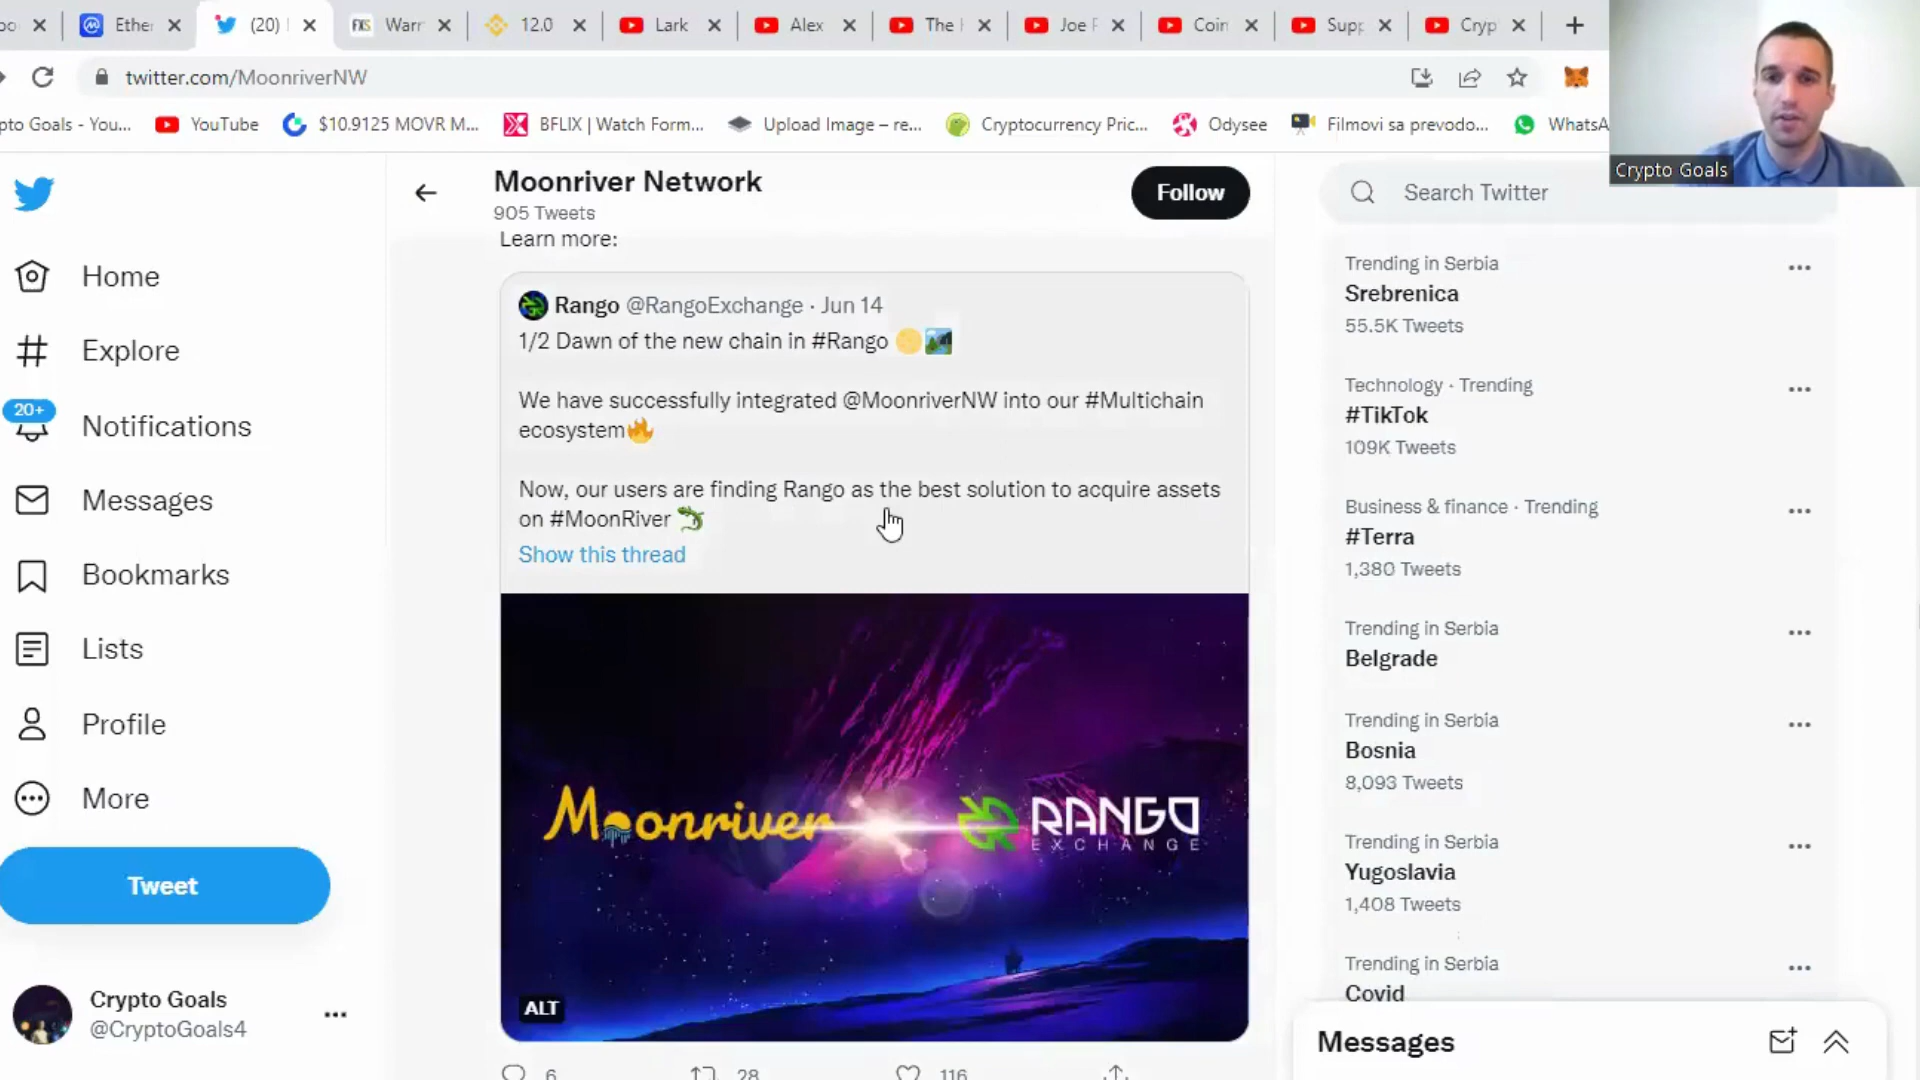 Ether
(20)
Warr
12.0
Lark
Alex
The
Joe F
Coin
Supp
Cryp
twitter.com/MoonriverNW
pto Goals - You...
YouTube
$10.9125 MOVR M...
BFLIX | Watch Form...
Upload Image – re...
Cryptocurrency Pric...
Odysee
Filmovi sa prevodo...
WhatsA
Crypto Goals
Moonriver Network
905 Tweets
Follow
Search Twitter
Home
Explore
20+
Notifications
Messages
Bookmarks
Lists
Profile
More
Tweet
Crypto Goals
@CryptoGoals4
Learn more:
Rango @RangoExchange · Jun 14
1/2 Dawn of the new chain in #Rango
We have successfully integrated @MoonriverNW into our #Multichain
ecosystem
Now, our users are finding Rango as the best solution to acquire assets
on #MoonRiver
Show this thread
Moonriver
RANGO
EXCHANGE
ALT
6
28
116
Trending in Serbia
Srebrenica
55.5K Tweets
Technology · Trending
#TikTok
109K Tweets
Business & finance · Trending
#Terra
1,380 Tweets
Trending in Serbia
Belgrade
Trending in Serbia
Bosnia
8,093 Tweets
Trending in Serbia
Yugoslavia
1,408 Tweets
Trending in Serbia
Covid
Messages